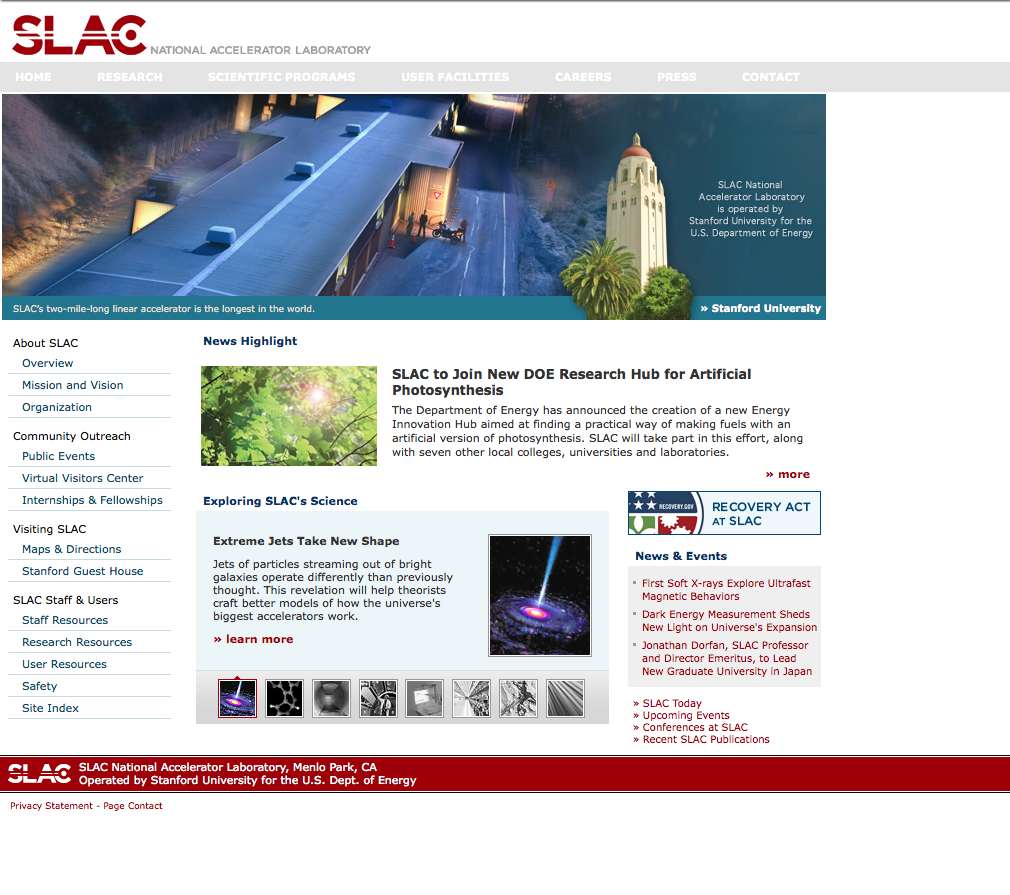 SLAC NATIONAL ACCELERATOR LABORATORY
HOME RESEARCH SCIENTIFIC PROGRAMS USER FACILITIES CAREERS PRESS CONTACT
SLAC National
Accelerator Laboratory
is operated by
Stanford University for the
U.S. Department of Energy
SLAC's two-mile-long linear accelerator is the longest in the world.
» Stanford University
About SLAC
Overview
Mission and Vision
Organization
Community Outreach
Public Events
Virtual Visitors Center
Internships & Fellowships
Visiting SLAC
Maps & Directions
Stanford Guest House
SLAC Staff & Users
Staff Resources
Research Resources
User Resources
Safety
Site Index
News Highlight
SLAC to Join New DOE Research Hub for Artificial
Photosynthesis
The Department of Energy has announced the creation of a new Energy
Innovation Hub aimed at finding a practical way of making fuels with an
artificial version of photosynthesis. SLAC will take part in this effort, along
with seven other local colleges, universities and laboratories.
» more
Exploring SLAC's Science
Extreme Jets Take New Shape
Jets of particles streaming out of bright
galaxies operate differently than previously
thought. This revelation will help theorists
craft better models of how the universe's
biggest accelerators work.
» learn more
RECOVERY.GOV
RECOVERY ACT
AT SLAC
News & Events
First Soft X-rays Explore Ultrafast
Magnetic Behaviors
Dark Energy Measurement Sheds
New Light on Universe's Expansion
Jonathan Dorfan, SLAC Professor
and Director Emeritus, to Lead
New Graduate University in Japan
» SLAC Today
» Upcoming Events
» Conferences at SLAC
» Recent SLAC Publications
SLAC
SLAC National Accelerator Laboratory, Menlo Park, CA
Operated by Stanford University for the U.S. Dept. of Energy
Privacy Statement - Page Contact